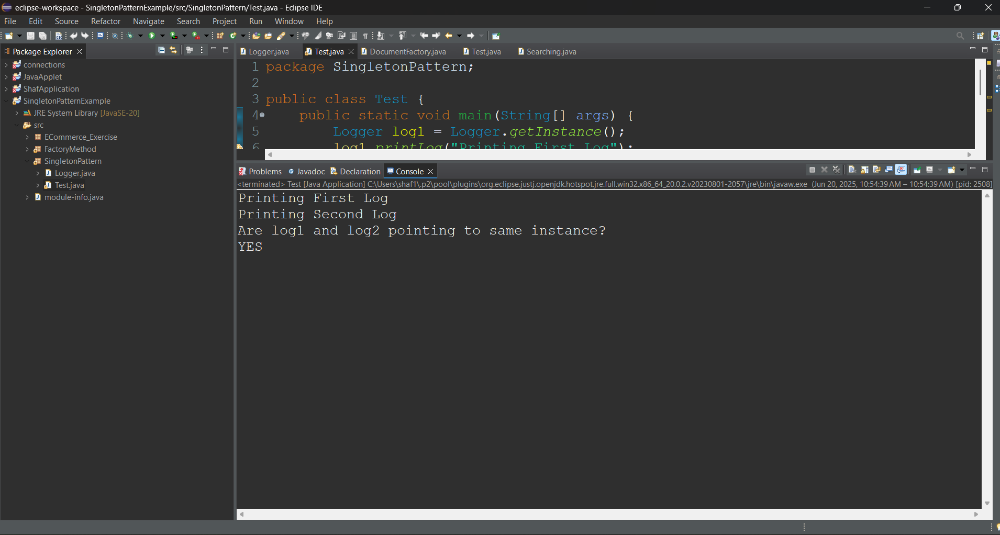 eclipse-workspace - SingletonPatternExample/src/SingletonPattern/Test.java - Eclipse IDE
File Edit Source Refactor Navigate Search Project Run Window Help
Package Explorer
connections
JavaApplet
ShafApplication
SingletonPatternExample
JRE System Library [JavaSE-20]
src
ECommerce_Exercise
FactoryMethod
SingletonPattern
Logger.java
Test.java
module-info.java
Logger.java Test.java DocumentFactory.java Test.java Searching.java
1 package SingletonPattern;
2
3 public class Test {
4 public static void main(String[] args) {
5 Logger log1 = Logger.getInstance();
6 log1.printLog("Printing First Log");
Problems Javadoc Declaration Console
<terminated> Test [Java Application] C:\Users\shaf1\.p2\pool\plugins\org.eclipse.justj.openjdk.hotspot.jre.full.win32.x86_64_20.0.2.v20230801-2057\jre\bin\javaw.exe (Jun 20, 2025, 10:54:39 AM – 10:54:39 AM) [pid: 2508]
Printing First Log
Printing Second Log
Are log1 and log2 pointing to same instance?
YES